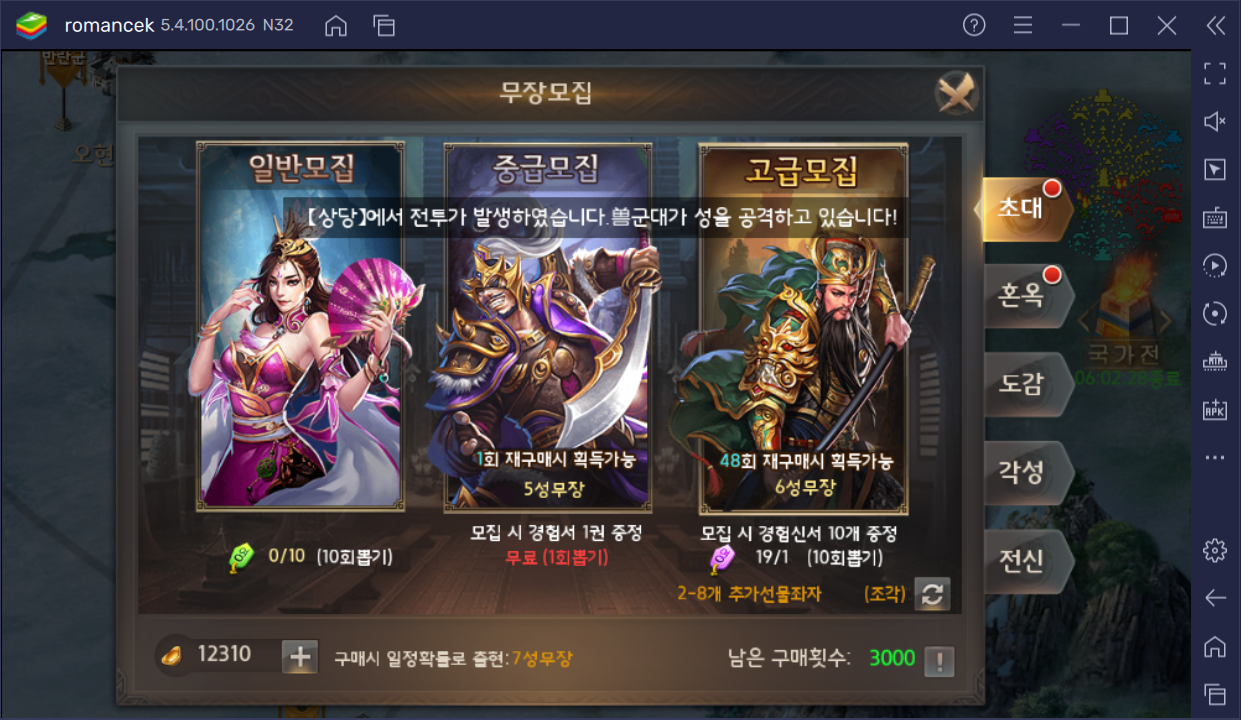 romancek 5.4.100.1026 N32
만란군
무장모집
오현
일반모집
중급모집
고급모집
【상당】에서 전투가 발생하였습니다.兽군대가 성을 공격하고 있습니다!
초대
혼옥
국가전
06:02:28종료
도감
1회 재구매시 획득가능
5성무장
48회 재구매시 획득가능
6성무장
각성
모집 시 경험서 1권 증정
모집 시 경험신서 10개 증정
0/10 (10회뽑기)
무료 (1회뽑기)
19/1 (10회뽑기)
전신
2-8개 추가선물좌자 (조각)
12310
구매시 일정확률로 출현:7성무장
남은 구매횟수: 3000